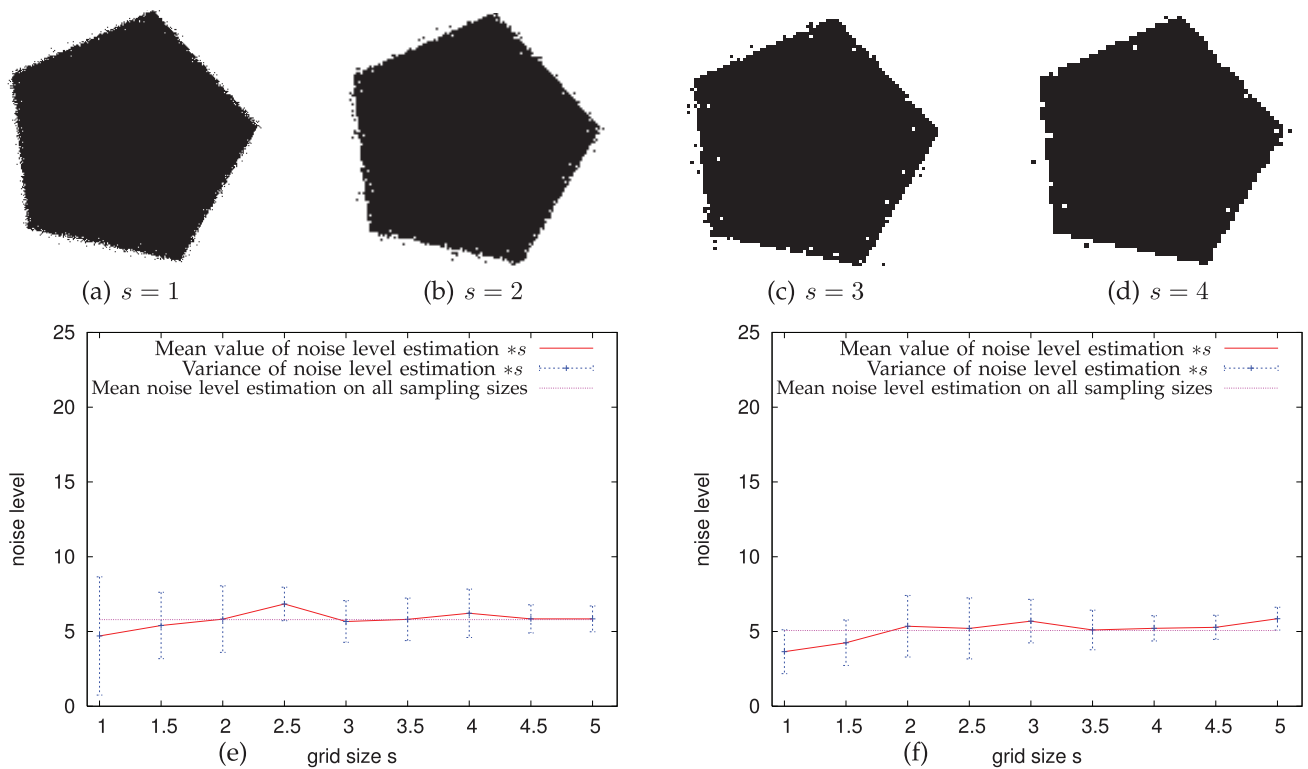 (a) s = 1
(b) s = 2
(c) s = 3
(d) s = 4
25
20
15
10
5
0
noise level
Mean value of noise level estimation ∗s
Variance of noise level estimation ∗s
Mean noise level estimation on all sampling sizes
1 1.5 2 2.5 3 3.5 4 4.5 5
grid size s
(e)
25
20
15
10
5
0
noise level
Mean value of noise level estimation ∗s
Variance of noise level estimation ∗s
Mean noise level estimation on all sampling sizes
1 1.5 2 2.5 3 3.5 4 4.5 5
grid size s
(f)